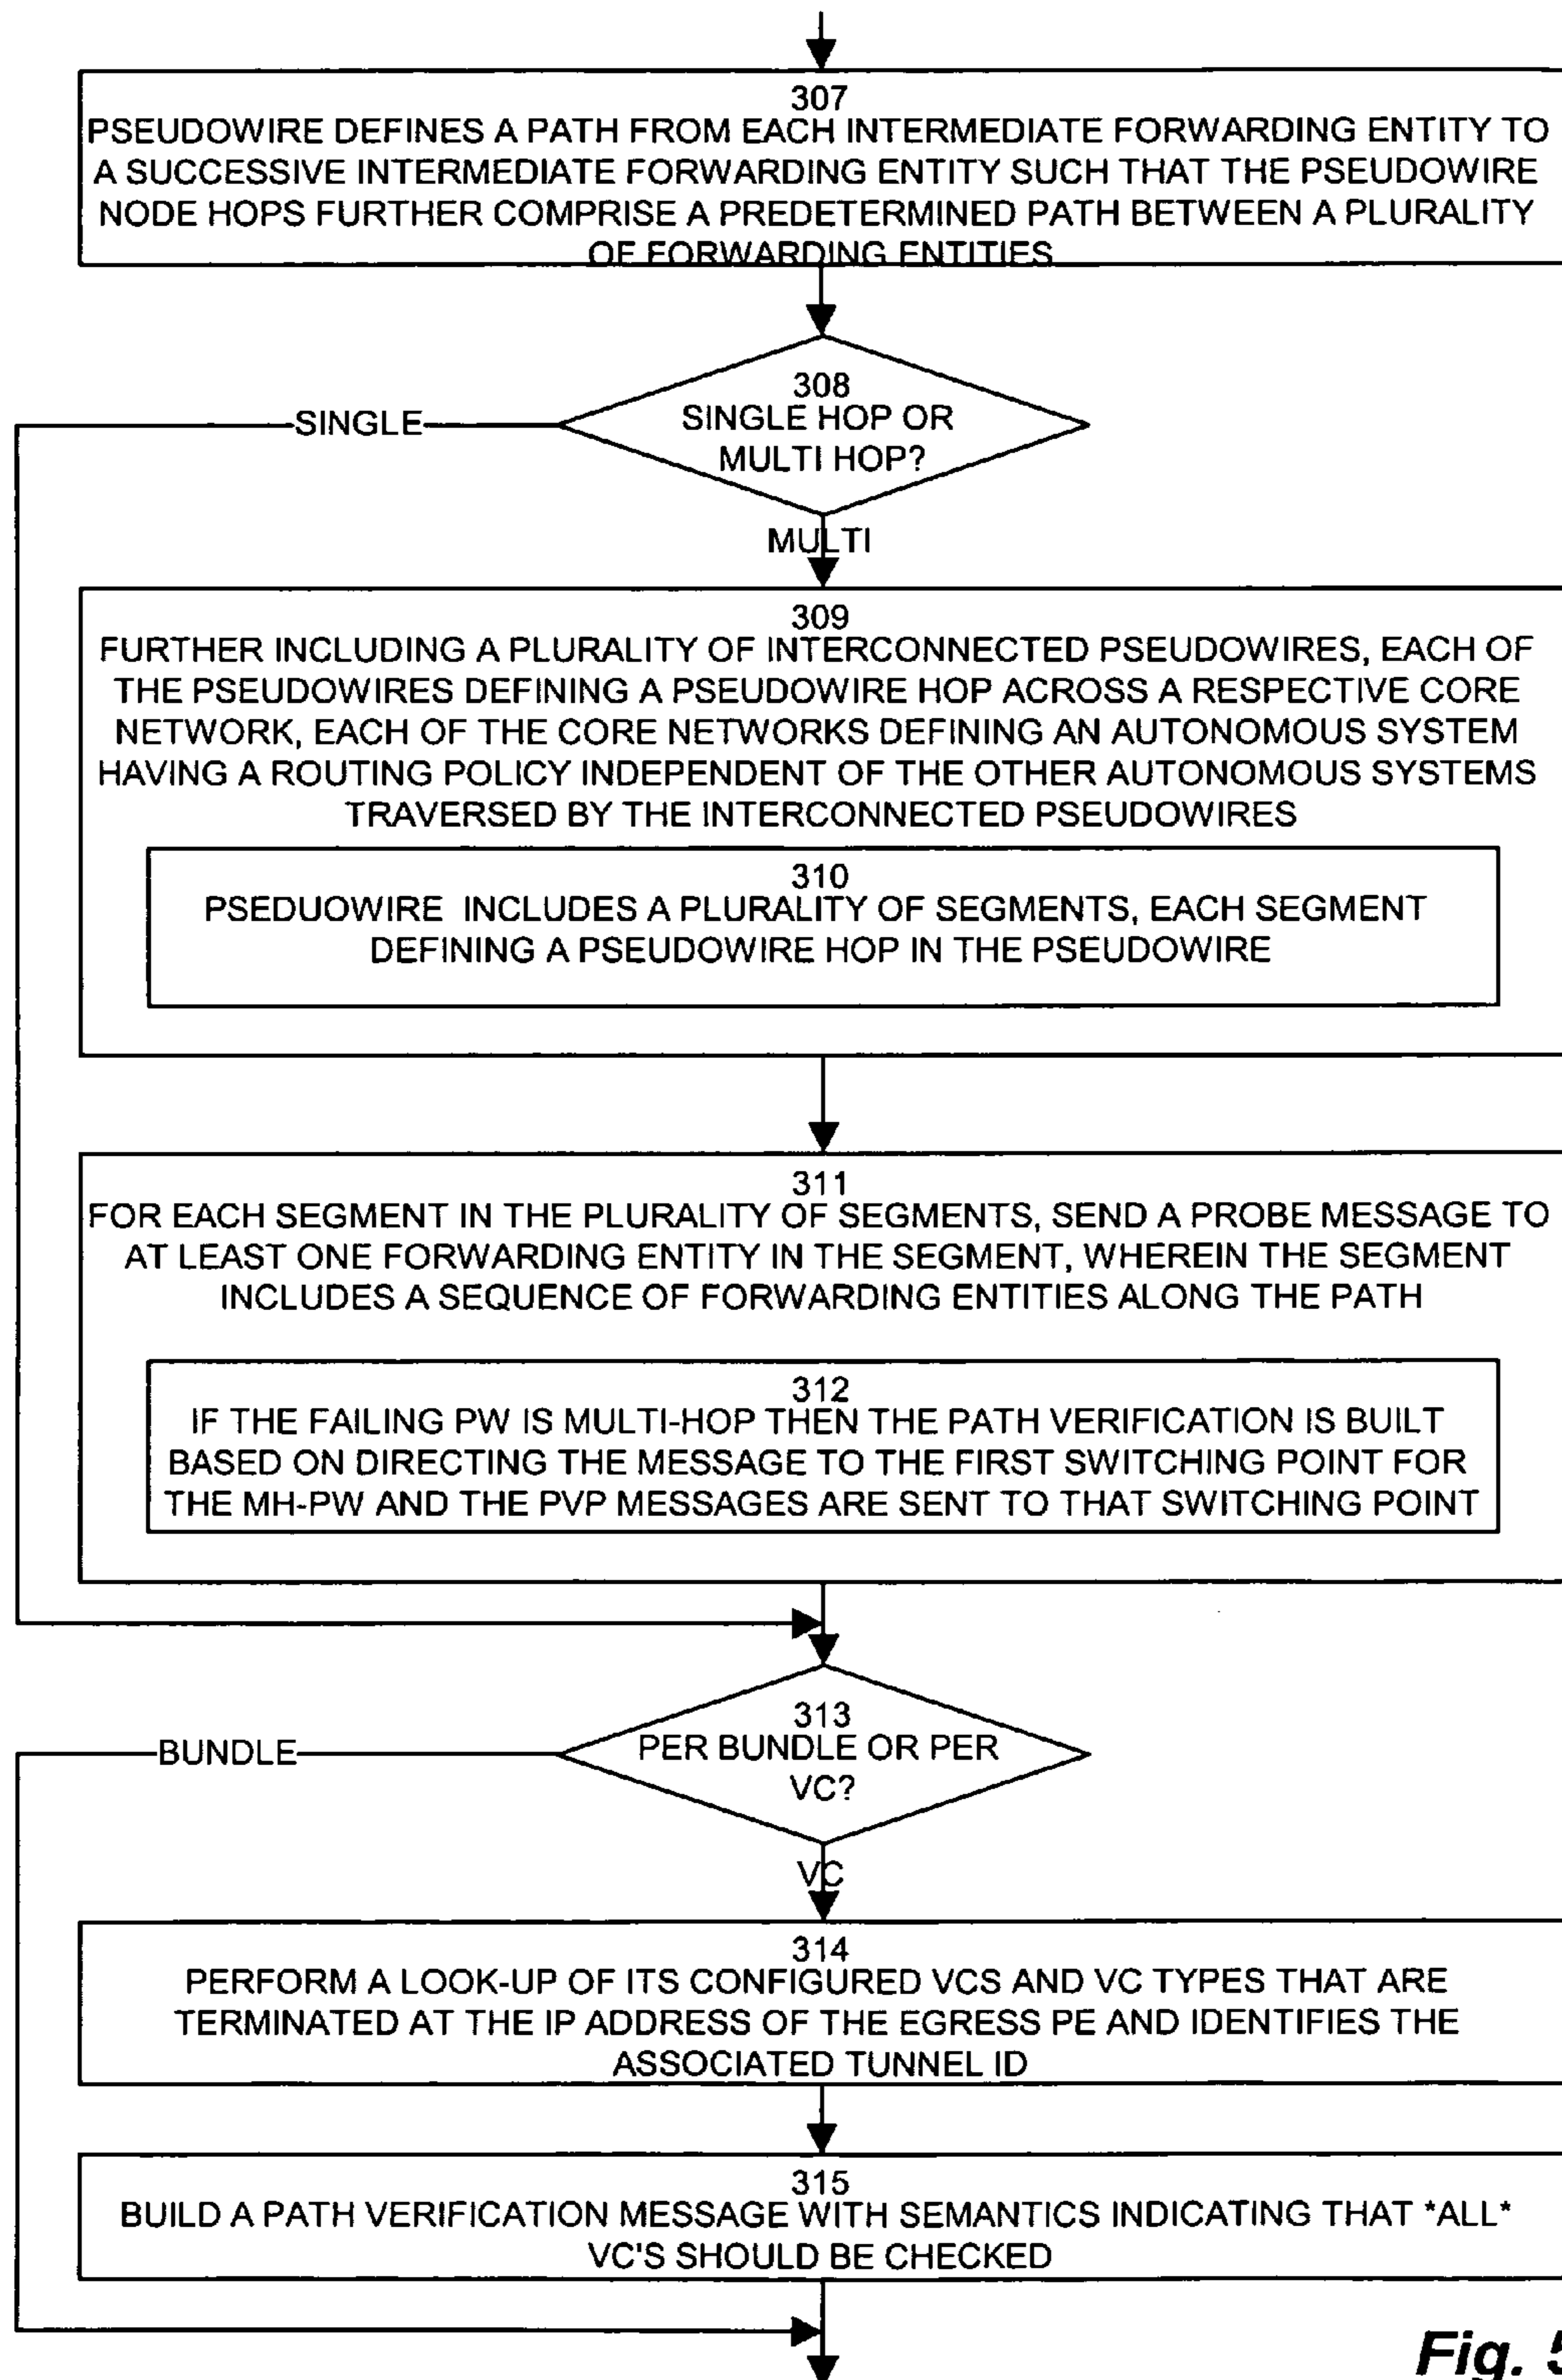 307
PSEUDOWIRE DEFINES A PATH FROM EACH INTERMEDIATE FORWARDING ENTITY TO
A SUCCESSIVE INTERMEDIATE FORWARDING ENTITY SUCH THAT THE PSEUDOWIRE
NODE HOPS FURTHER COMPRISE A PREDETERMINED PATH BETWEEN A PLURALITY
OF FORWARDING ENTITIES
308
SINGLE HOP OR
MULTI HOP?
SINGLE
MULTI
309
FURTHER INCLUDING A PLURALITY OF INTERCONNECTED PSEUDOWIRES, EACH OF
THE PSEUDOWIRES DEFINING A PSEUDOWIRE HOP ACROSS A RESPECTIVE CORE
NETWORK, EACH OF THE CORE NETWORKS DEFINING AN AUTONOMOUS SYSTEM
HAVING A ROUTING POLICY INDEPENDENT OF THE OTHER AUTONOMOUS SYSTEMS
TRAVERSED BY THE INTERCONNECTED PSEUDOWIRES
310
PSEDUOWIRE INCLUDES A PLURALITY OF SEGMENTS, EACH SEGMENT
DEFINING A PSEUDOWIRE HOP IN THE PSEUDOWIRE
311
FOR EACH SEGMENT IN THE PLURALITY OF SEGMENTS, SEND A PROBE MESSAGE TO
AT LEAST ONE FORWARDING ENTITY IN THE SEGMENT, WHEREIN THE SEGMENT
INCLUDES A SEQUENCE OF FORWARDING ENTITIES ALONG THE PATH
312
IF THE FAILING PW IS MULTI-HOP THEN THE PATH VERIFICATION IS BUILT
BASED ON DIRECTING THE MESSAGE TO THE FIRST SWITCHING POINT FOR
THE MH-PW AND THE PVP MESSAGES ARE SENT TO THAT SWITCHING POINT
313
PER BUNDLE OR PER
VC?
BUNDLE
VC
314
PERFORM A LOOK-UP OF ITS CONFIGURED VCS AND VC TYPES THAT ARE
TERMINATED AT THE IP ADDRESS OF THE EGRESS PE AND IDENTIFIES THE
ASSOCIATED TUNNEL ID
315
BUILD A PATH VERIFICATION MESSAGE WITH SEMANTICS INDICATING THAT *ALL*
VC'S SHOULD BE CHECKED
Fig. 5